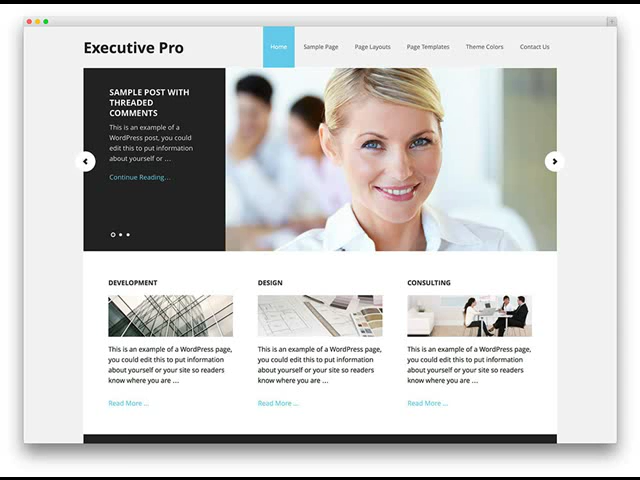 Executive Pro
Home Sample Page Page Layouts Page Templates Theme Colors Contact Us
SAMPLE POST WITH
THREADED
COMMENTS
This is an example of a
WordPress post, you could
edit this to put information
about yourself or ...
Continue Reading...
DEVELOPMENT
This is an example of a WordPress page,
you could edit this to put information
about yourself or your site so readers
know where you are ...
Read More ...
DESIGN
This is an example of a WordPress page,
you could edit this to put information
about yourself or your site so readers
know where you are ...
Read More ...
CONSULTING
This is an example of a WordPress page,
you could edit this to put information
about yourself or your site so readers
know where you are ...
Read More ...